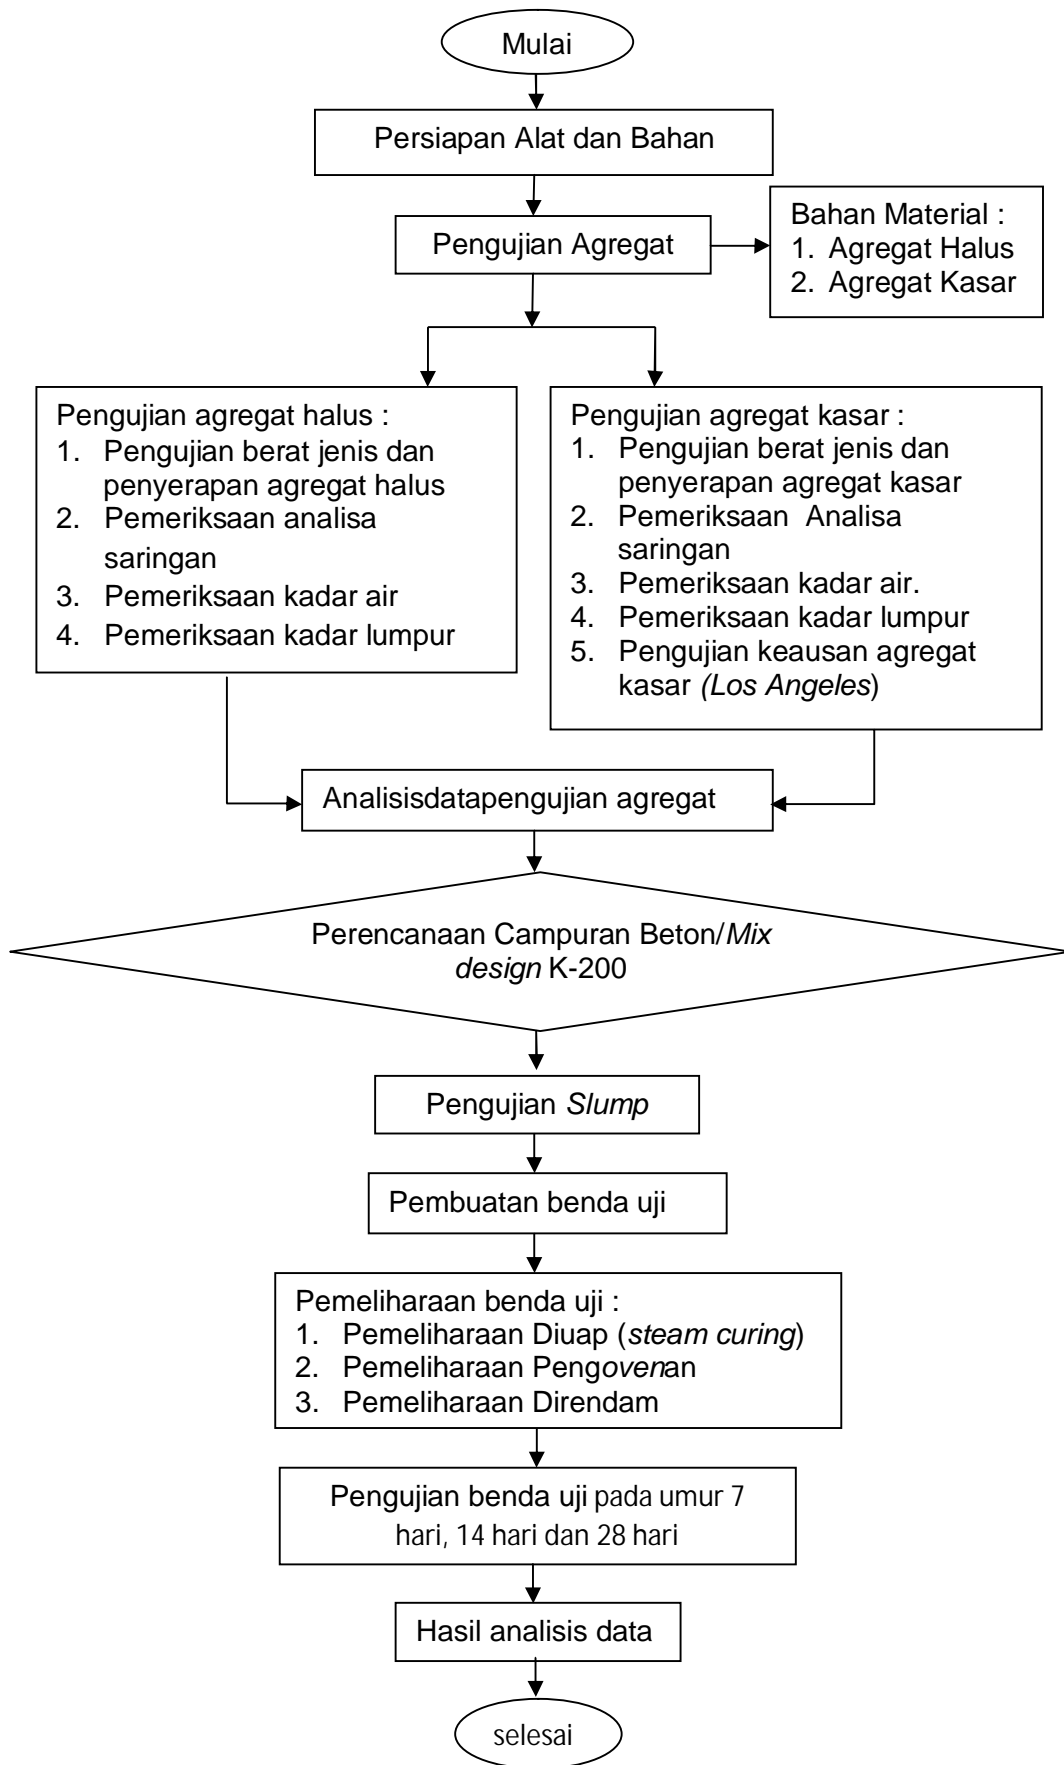 Mulai
Persiapan Alat dan Bahan
Pengujian Agregat
Bahan Material :
1. Agregat Halus
2. Agregat Kasar
Pengujian agregat halus :
1. Pengujian berat jenis dan
penyerapan agregat halus
2. Pemeriksaan analisa
saringan
3. Pemeriksaan kadar air
4. Pemeriksaan kadar lumpur
Pengujian agregat kasar :
1. Pengujian berat jenis dan
penyerapan agregat kasar
2. Pemeriksaan Analisa
saringan
3. Pemeriksaan kadar air.
4. Pemeriksaan kadar lumpur
5. Pengujian keausan agregat
kasar (Los Angeles)
Analisisdatapengujian agregat
Perencanaan Campuran Beton/Mix
design K-200
Pengujian Slump
Pembuatan benda uji
Pemeliharaan benda uji :
1. Pemeliharaan Diuap (steam curing)
2. Pemeliharaan Pengovenan
3. Pemeliharaan Direndam
Pengujian benda uji pada umur 7
hari, 14 hari dan 28 hari
Hasil analisis data
selesai